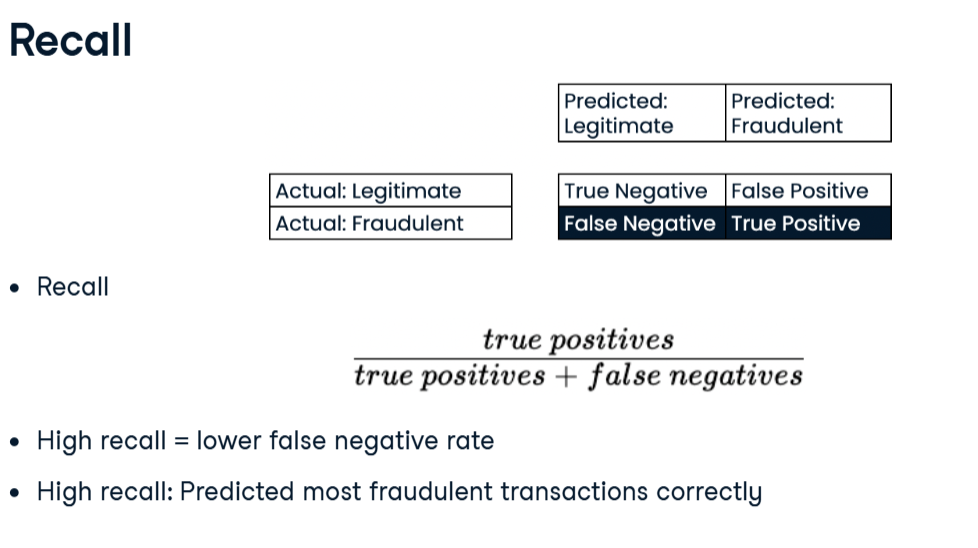 Recall
Predicted: Predicted:
Legitimate Fraudulent
Actual: Legitimate True Negative False Positive
Actual: Fraudulent False Negative True Positive
• Recall
true positives
true positives + false negatives
• High recall = lower false negative rate
• High recall: Predicted most fraudulent transactions correctly